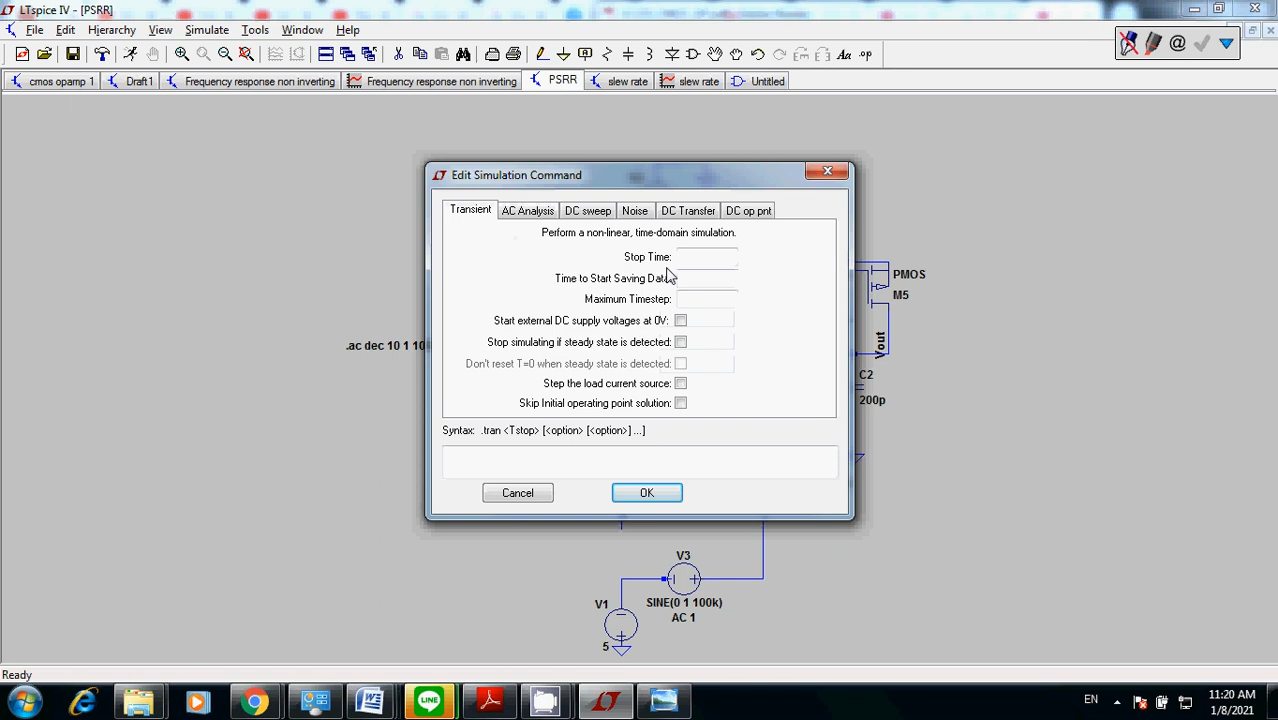 LTspice IV - [PSRR]
File Edit Hierarchy View Simulate Tools Window Help
cmos opamp 1 Draft1 Frequency response non inverting Frequency response non inverting PSRR slew rate slew rate Untitled
Edit Simulation Command
Transient AC Analysis DC sweep Noise DC Transfer DC op pnt
Perform a non-linear, time-domain simulation.
Stop Time:
Time to Start Saving Data
Maximum Timestep:
Start external DC supply voltages at 0V:
Stop simulating if steady state is detected:
Don't reset T=0 when steady state is detected:
Step the load current source:
Skip Initial operating point solution:
Syntax: .tran <Tstop> [<option> [<option>] ...]
Cancel OK
.ac dec 10 1 10
PMOS
M5
Vout
C2
200p
V3
V1
SINE(0 1 100k)
AC 1
5
Ready
EN
11:20 AM
1/8/2021
LINE
Aa .op